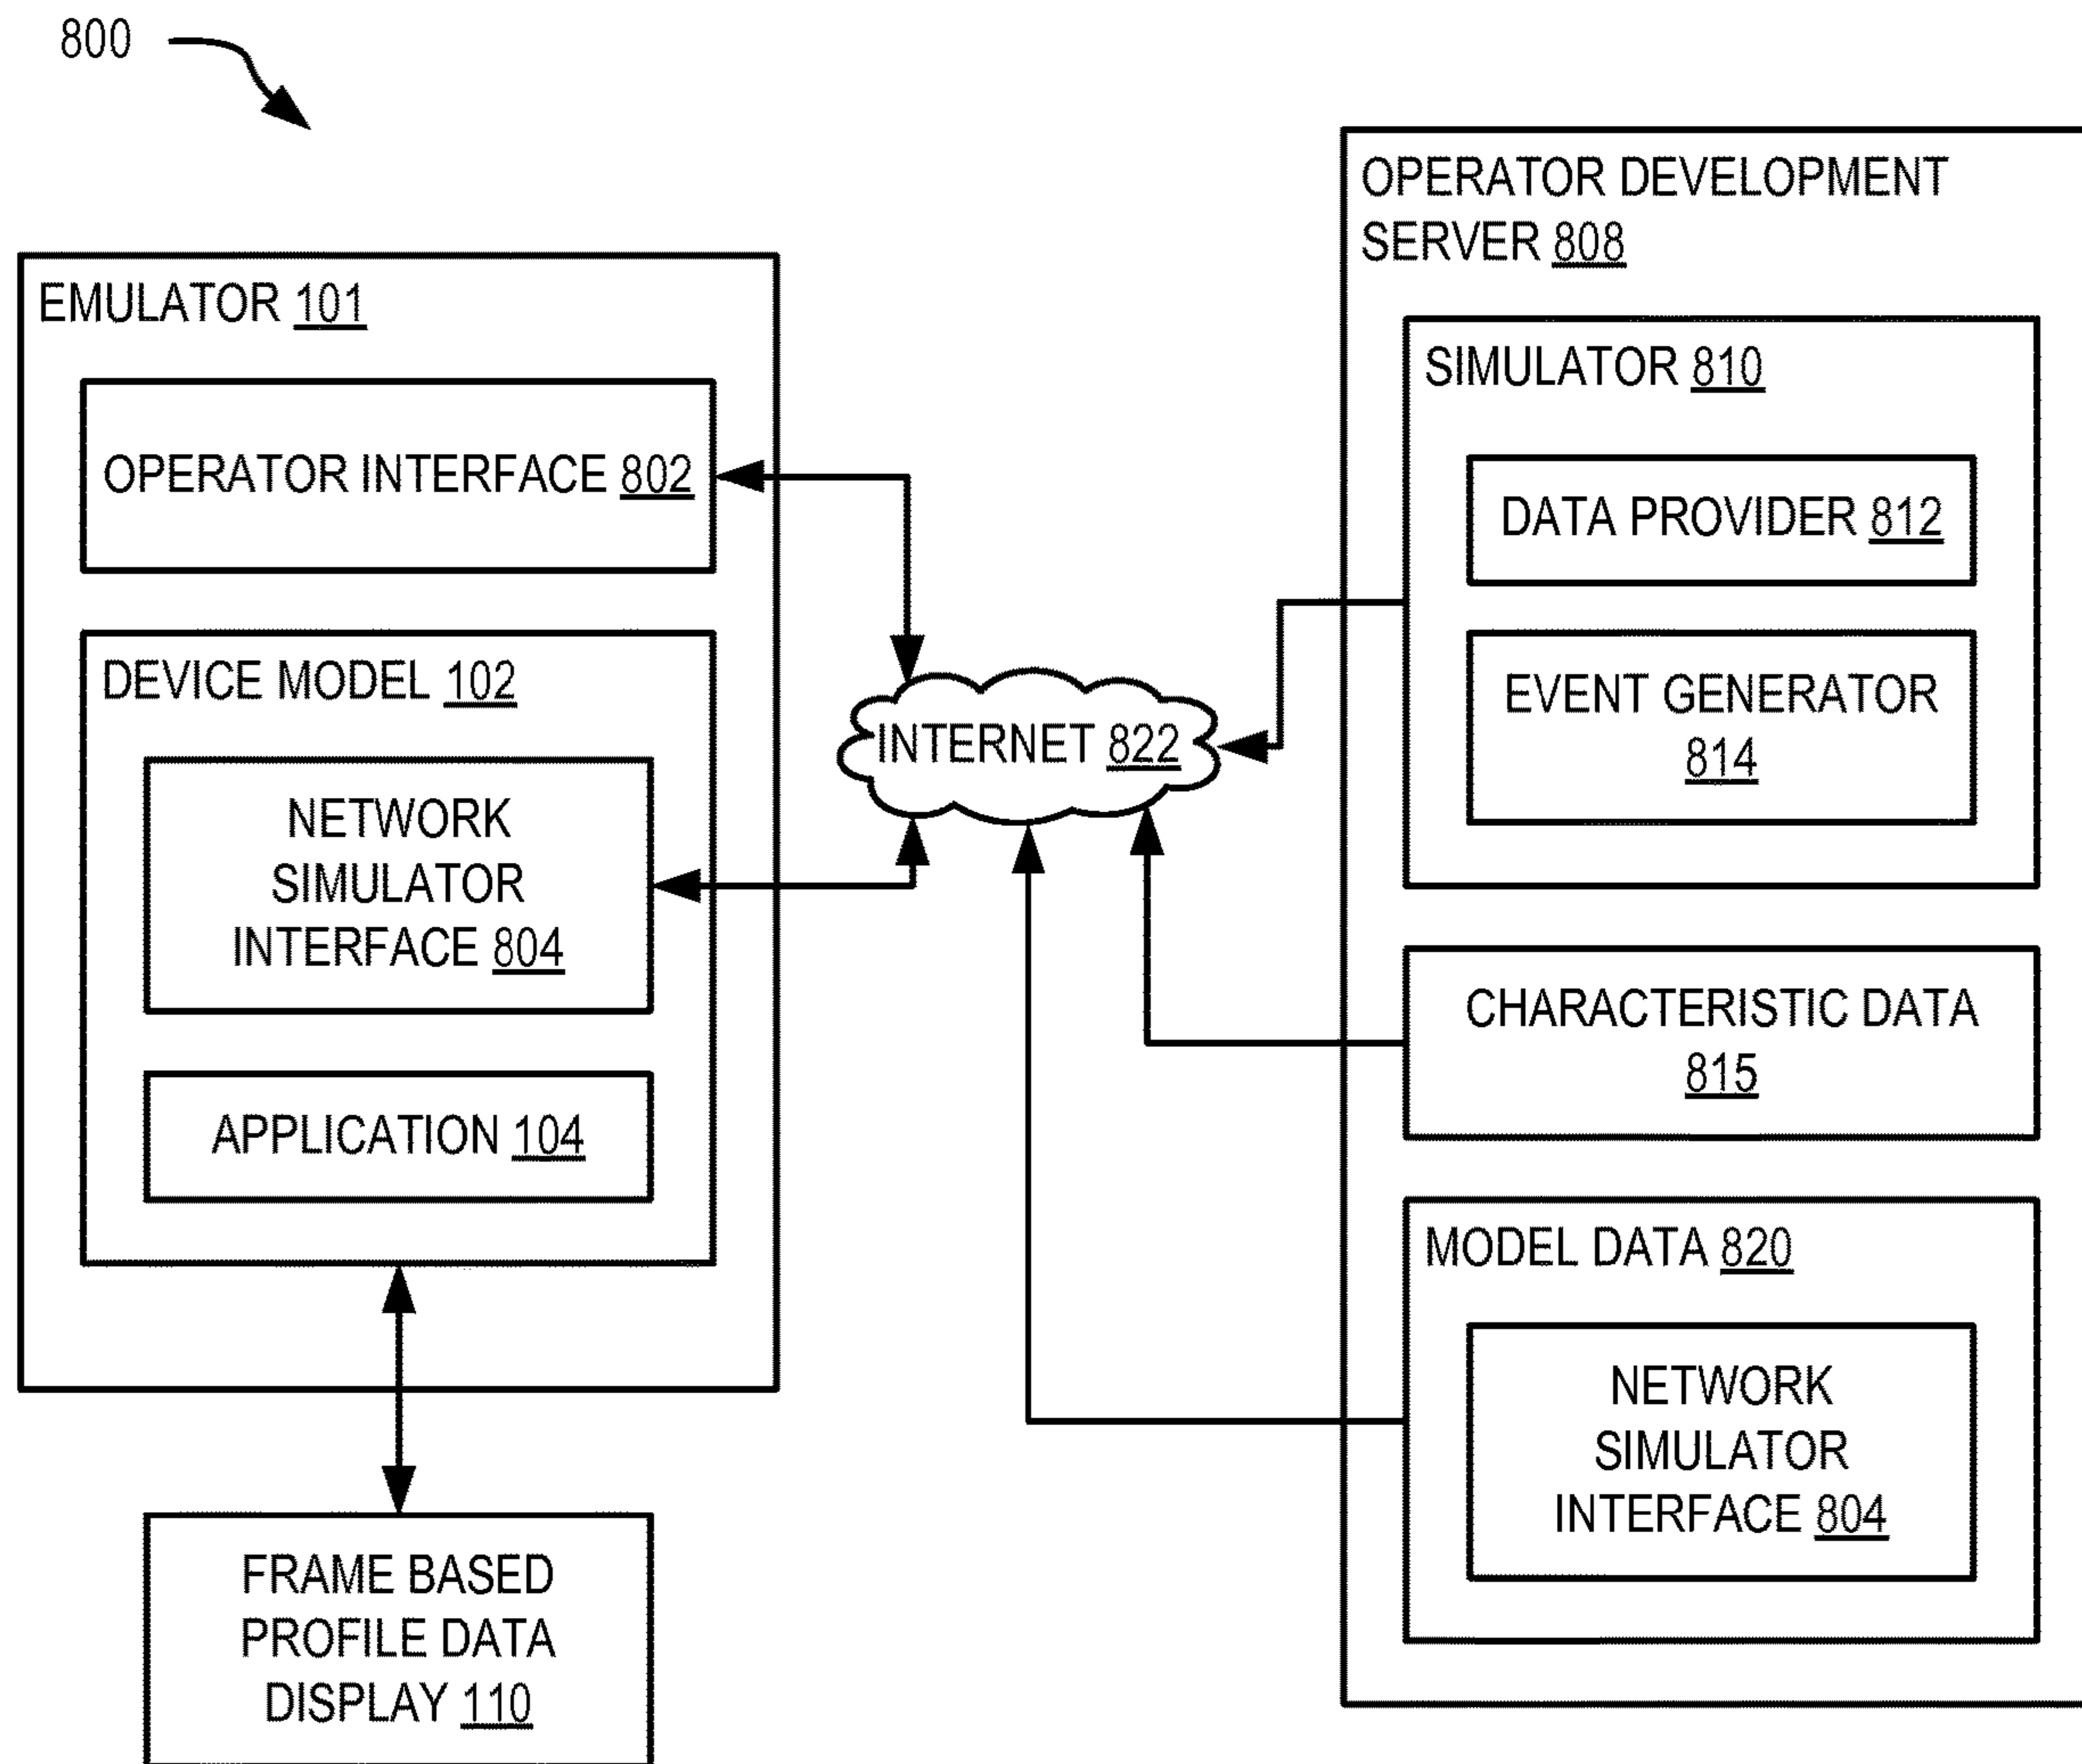 800
EMULATOR 101
OPERATOR INTERFACE 802
DEVICE MODEL 102
NETWORK
SIMULATOR
INTERFACE 804
APPLICATION 104
FRAME BASED
PROFILE DATA
DISPLAY 110
INTERNET 822
OPERATOR DEVELOPMENT
SERVER 808
SIMULATOR 810
DATA PROVIDER 812
EVENT GENERATOR
814
CHARACTERISTIC DATA
815
MODEL DATA 820
NETWORK
SIMULATOR
INTERFACE 804